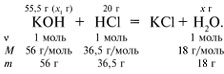 55,5 г (x₁ г) 20 г x г
KOH + HCl = KCl + H₂O.
ν 1 моль 1 моль 1 моль
M 56 г/моль 36,5 г/моль 18 г/моль
m 56 г 36,5 г 18 г